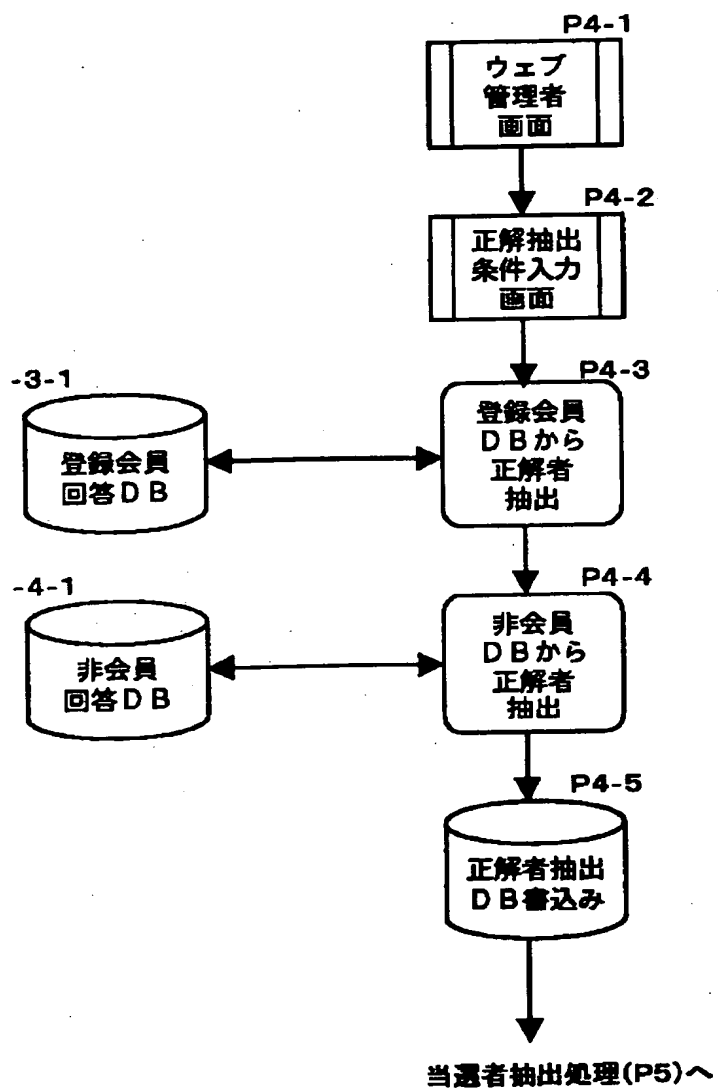 P4-1
ウェブ
管理者
画面
P4-2
正解抽出
条件入力
画面
P4-3
登録会員
DBから
正解者
抽出
-3-1
登録会員
回答DB
P4-4
非会員
DBから
正解者
抽出
-4-1
非会員
回答DB
P4-5
正解者抽出
DB書込み
当選者抽出処理(P5)へ